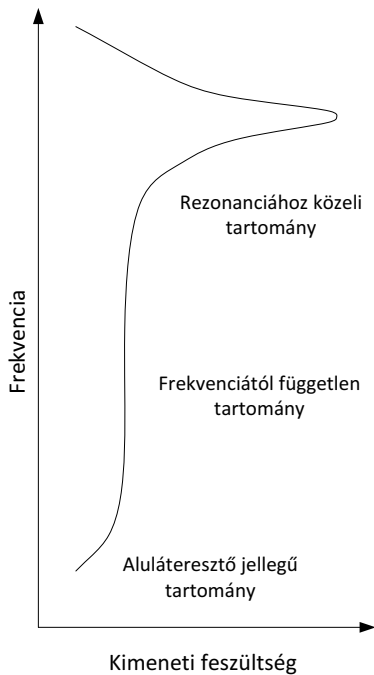 Rezonanciához közeli
tartomány
Frekvencia
Frekvenciától független
tartomány
Aluláteresztő jellegű
tartomány
Kimeneti feszültség